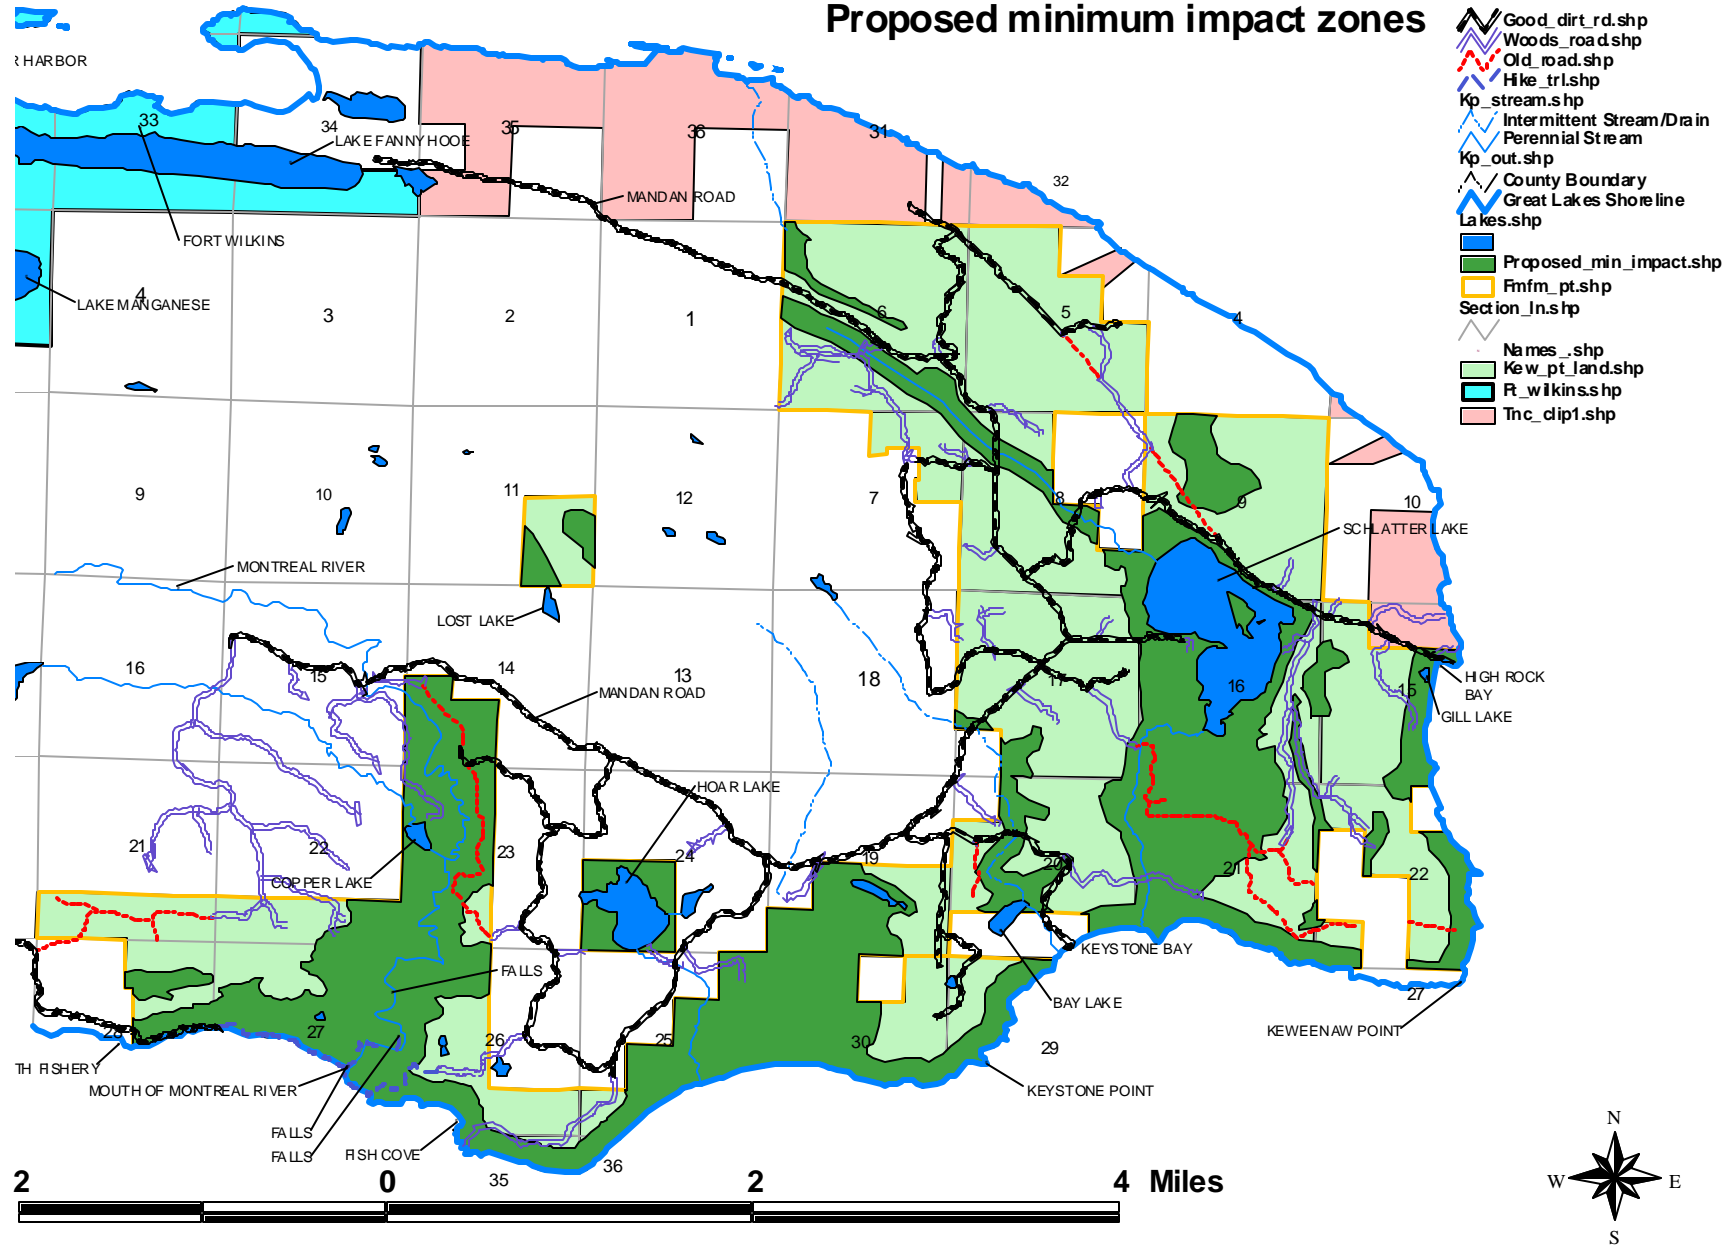 Proposed minimum impact zones
Good_dirt_rd.shp
Woods_road.shp
Old_road.shp
Hike_trl.shp
Kp_stream.shp
Intermittent Stream/Drain
Perennial Stream
Kp_out.shp
County Boundary
Great Lakes Shoreline
Lakes.shp
Proposed_min_impact.shp
Fmfm_pt.shp
Section_ln.shp
Names_.shp
Kew_pt_land.shp
Ft_wilkins.shp
Tnc_clip1.shp
R HARBOR
33
34
35
36
31
32
LAKE FANNY HOOE
MANDAN ROAD
FORT WILKINS
LAKE MANGANESE
4
3
2
1
6
5
4
9
10
11
12
7
8
9
10
SCHLATTER LAKE
MONTREAL RIVER
LOST LAKE
16
15
14
13
18
17
16
15
HIGH ROCK
BAY
GILL LAKE
MANDAN ROAD
HOAR LAKE
21
22
23
24
19
20
21
22
COPPER LAKE
FALLS
KEYSTONE BAY
BAY LAKE
27
KEWEENAW POINT
28
27
26
25
30
29
TH FISHERY
MOUTH OF MONTREAL RIVER
KEYSTONE POINT
FALLS
FALLS
FISH COVE
36
35
2 0 2 4 Miles
N
W E
S